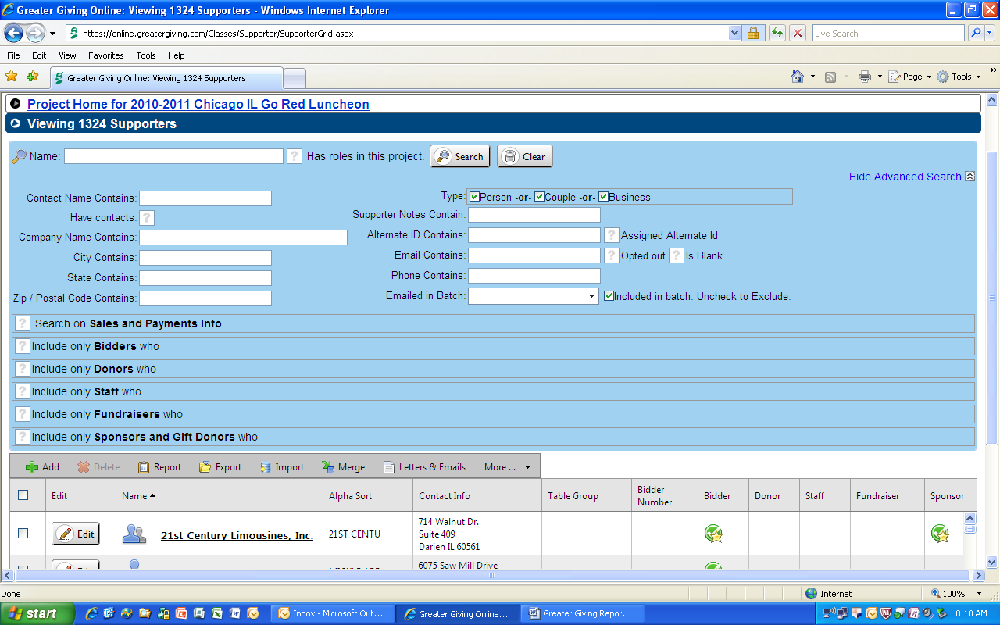 Greater Giving Online: Viewing 1324 Supporters - Windows Internet Explorer
https://online.greatergiving.com/Classes/Supporter/SupporterGrid.aspx
Live Search
File Edit View Favorites Tools Help
Greater Giving Online: Viewing 1324 Supporters
Page Tools »
Project Home for 2010-2011 Chicago IL Go Red Luncheon
Viewing 1324 Supporters
Name: ? Has roles in this project. Search Clear
Hide Advanced Search
Contact Name Contains: Type: Person -or- Couple -or- Business
Have contacts: ? Supporter Notes Contain:
Company Name Contains: Alternate ID Contains: ? Assigned Alternate Id
City Contains: Email Contains: ? Opted out ? Is Blank
State Contains: Phone Contains:
Zip / Postal Code Contains: Emailed in Batch: Included in batch. Uncheck to Exclude.
? Search on Sales and Payments Info
? Include only Bidders who
? Include only Donors who
? Include only Staff who
? Include only Fundraisers who
? Include only Sponsors and Gift Donors who
Add Delete Report Export Import Merge Letters & Emails More ...
Edit Name Alpha Sort Contact Info Table Group Bidder Number Bidder Donor Staff Fundraiser Sponsor
Edit 21st Century Limousines, Inc. 21ST CENTU 714 Walnut Dr.
Suite 409
Darien IL 60561
6075 Saw Mill Drive
Done Internet 100%
start Inbox - Microsoft Out... Greater Giving Online... Greater Giving Repor... 8:10 AM